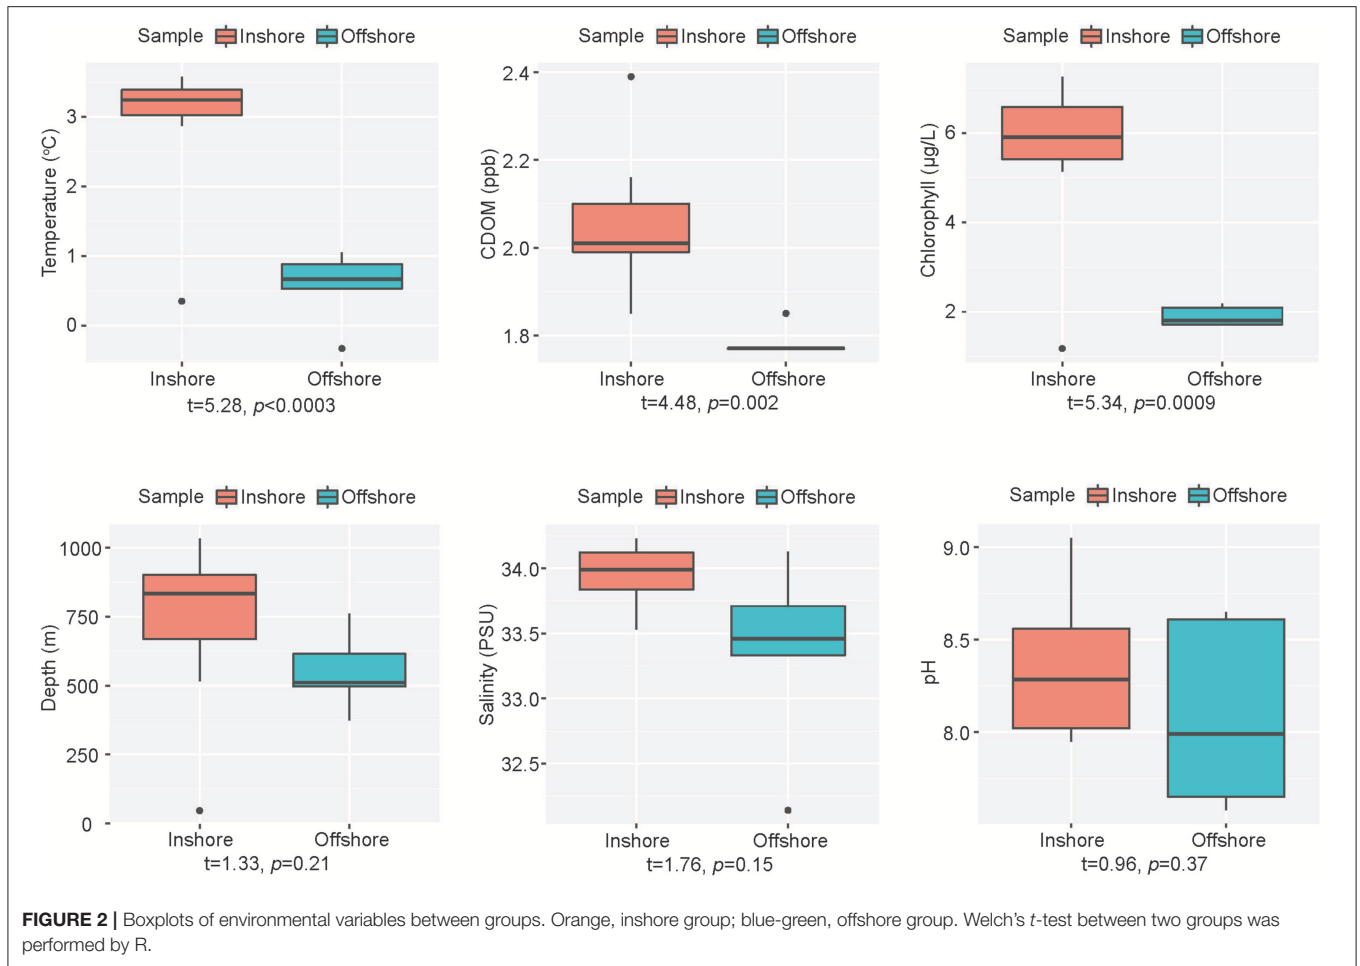 Sample Inshore Offshore
Temperature (°C)
3
2
1
0
Inshore Offshore
t=5.28, p<0.0003
Sample Inshore Offshore
CDOM (ppb)
2.4
2.2
2.0
1.8
Inshore Offshore
t=4.48, p=0.002
Sample Inshore Offshore
Chlorophyll (µg/L)
6
4
2
Inshore Offshore
t=5.34, p=0.0009
Sample Inshore Offshore
Depth (m)
1000
750
500
250
0
Inshore Offshore
t=1.33, p=0.21
Sample Inshore Offshore
Salinity (PSU)
34.0
33.5
33.0
32.5
Inshore Offshore
t=1.76, p=0.15
Sample Inshore Offshore
pH
9.0
8.5
8.0
Inshore Offshore
t=0.96, p=0.37
FIGURE 2 | Boxplots of environmental variables between groups. Orange, inshore group; blue-green, offshore group. Welch's t-test between two groups was
performed by R.